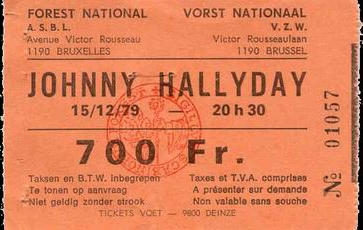 FOREST NATIONAL VORST NATIONAAL
A.S.B.L. V.Z.W.
Avenue Victor Rousseau Victor Rousseaulaan
1190 BRUXELLES 1190 BRUSSEL
JOHNNY HALLYDAY
15/12/79 — 20 h 30
700 Fr.
Taksen en B.T.W. inbegrepen Taxes et T.V.A. comprises
Te tonen op aanvraag A présenter sur demande
Niet geldig zonder strook Non valable sans souche
TICKETS VOET — 9800 DEINZE
№ 01057